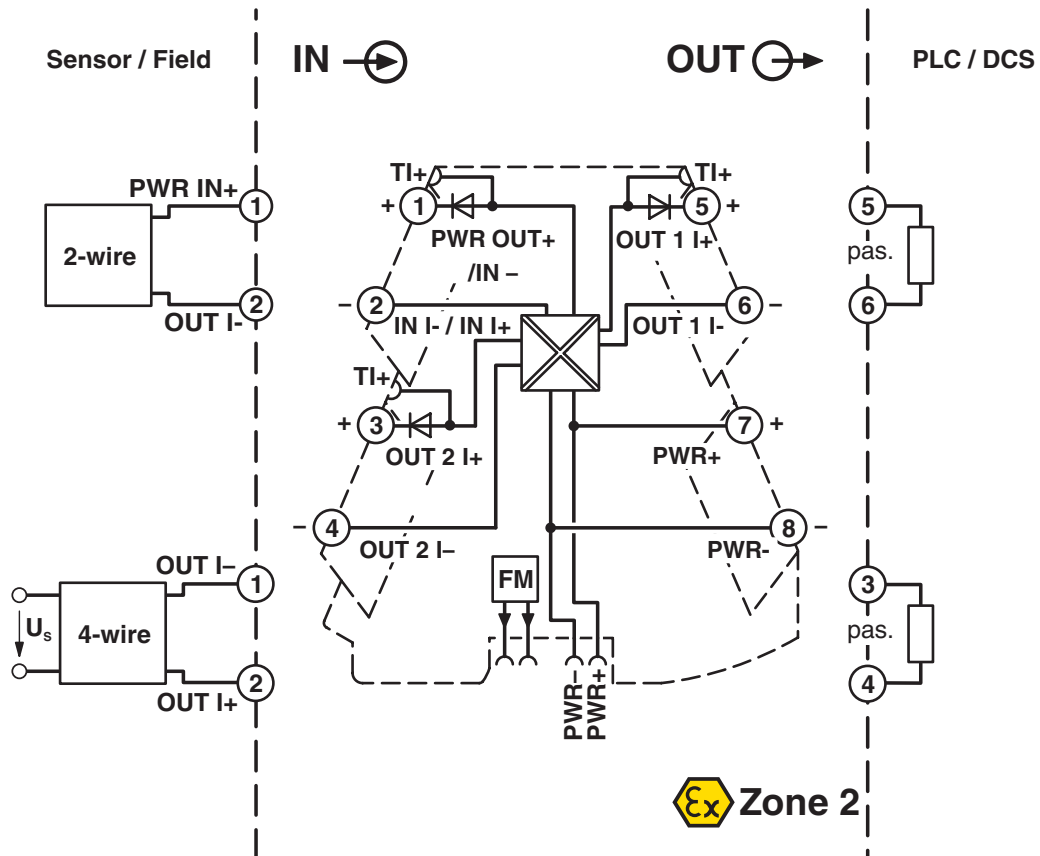 Sensor / Field
IN
OUT
PLC / DCS
PWR IN+
1
2-wire
2
OUT I-
TI+
+ 1
PWR OUT+
/IN –
– 2
IN I- / IN I+
TI+
5 +
OUT 1 I+
6 –
OUT 1 I-
5
pas.
6
TI+
+ 3
OUT 2 I+
– 4
OUT 2 I–
7 +
PWR+
8 –
PWR-
FM
PWR-
PWR+
OUT I–
1
Us
4-wire
2
OUT I+
3
pas.
4
Ex Zone 2